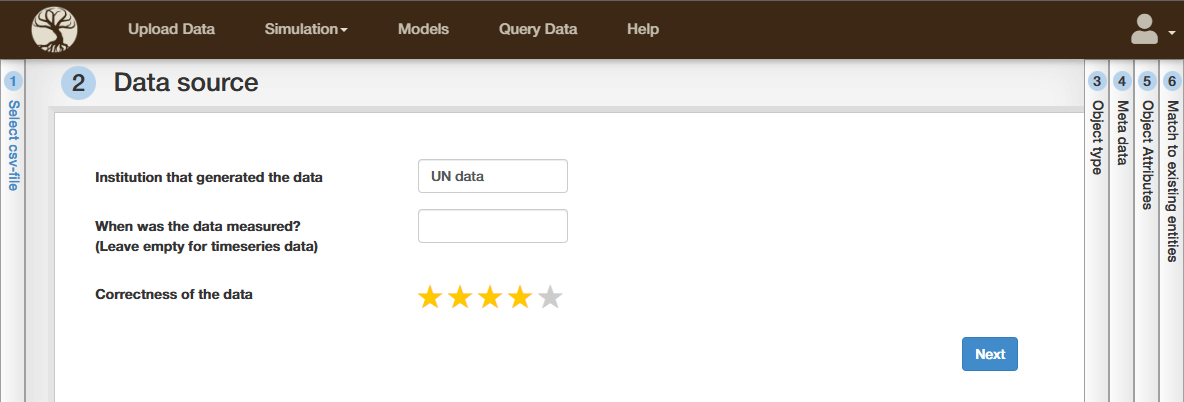 Upload Data
Simulation
Models
Query Data
Help
1 Select csv-file
2 Data source
Institution that generated the data
UN data
When was the data measured?
(Leave empty for timeseries data)
Correctness of the data
Next
3 Object type
4 Meta data
5 Object Attributes
6 Match to existing entities